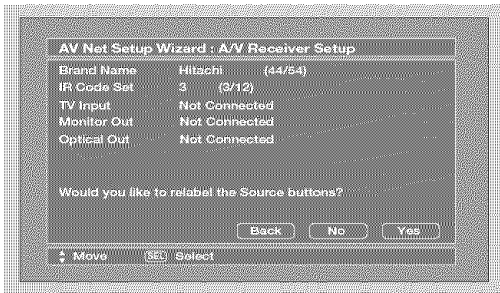 AV Net Setup Wizard : A/V Receiver Setup
Brand Name Hitachi (44/54)
IR Code Set 3 (3/12)
TV Input Not Connected
Monitor Out Not Connected
Optical Out Not Connected
Would you like to relabel the Source buttons?
Back No Yes
Move SEL Select